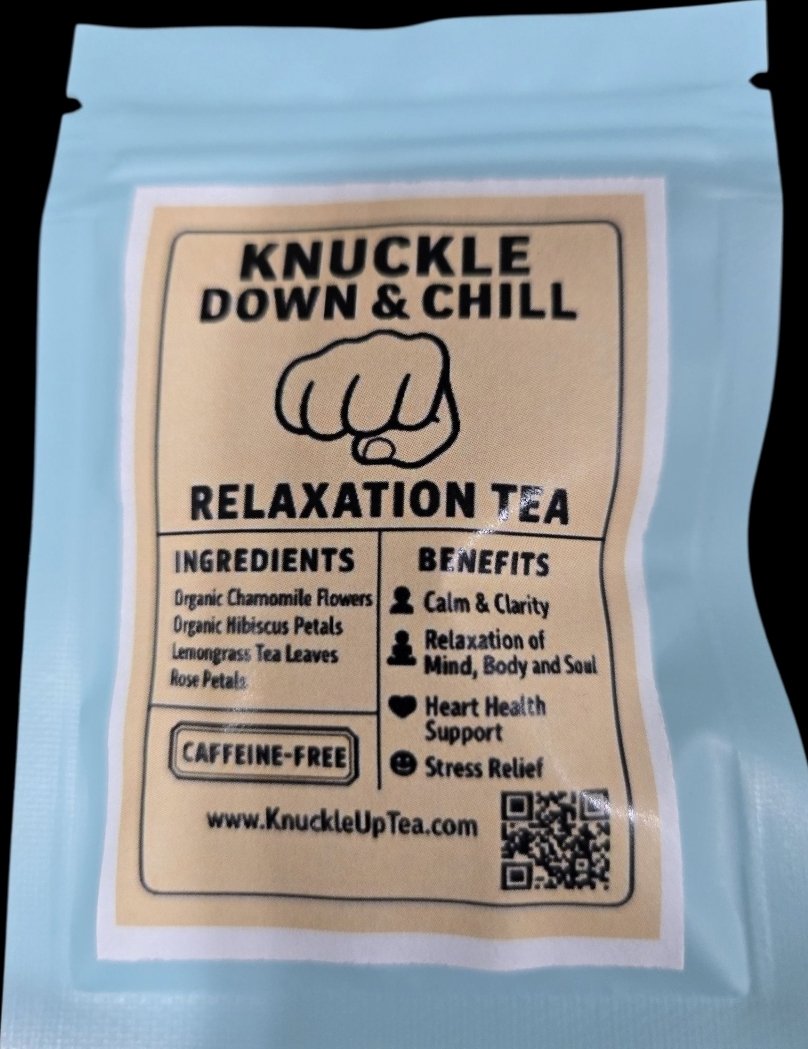 KNUCKLE
DOWN & CHILL
RELAXATION TEA
INGREDIENTS
Organic Chamomile Flowers
Organic Hibiscus Petals
Lemongrass Tea Leaves
Rose Petals
CAFFEINE-FREE
BENEFITS
Calm & Clarity
Relaxation of
Mind, Body and Soul
Heart Health
Support
Stress Relief
www.KnuckleUpTea.com